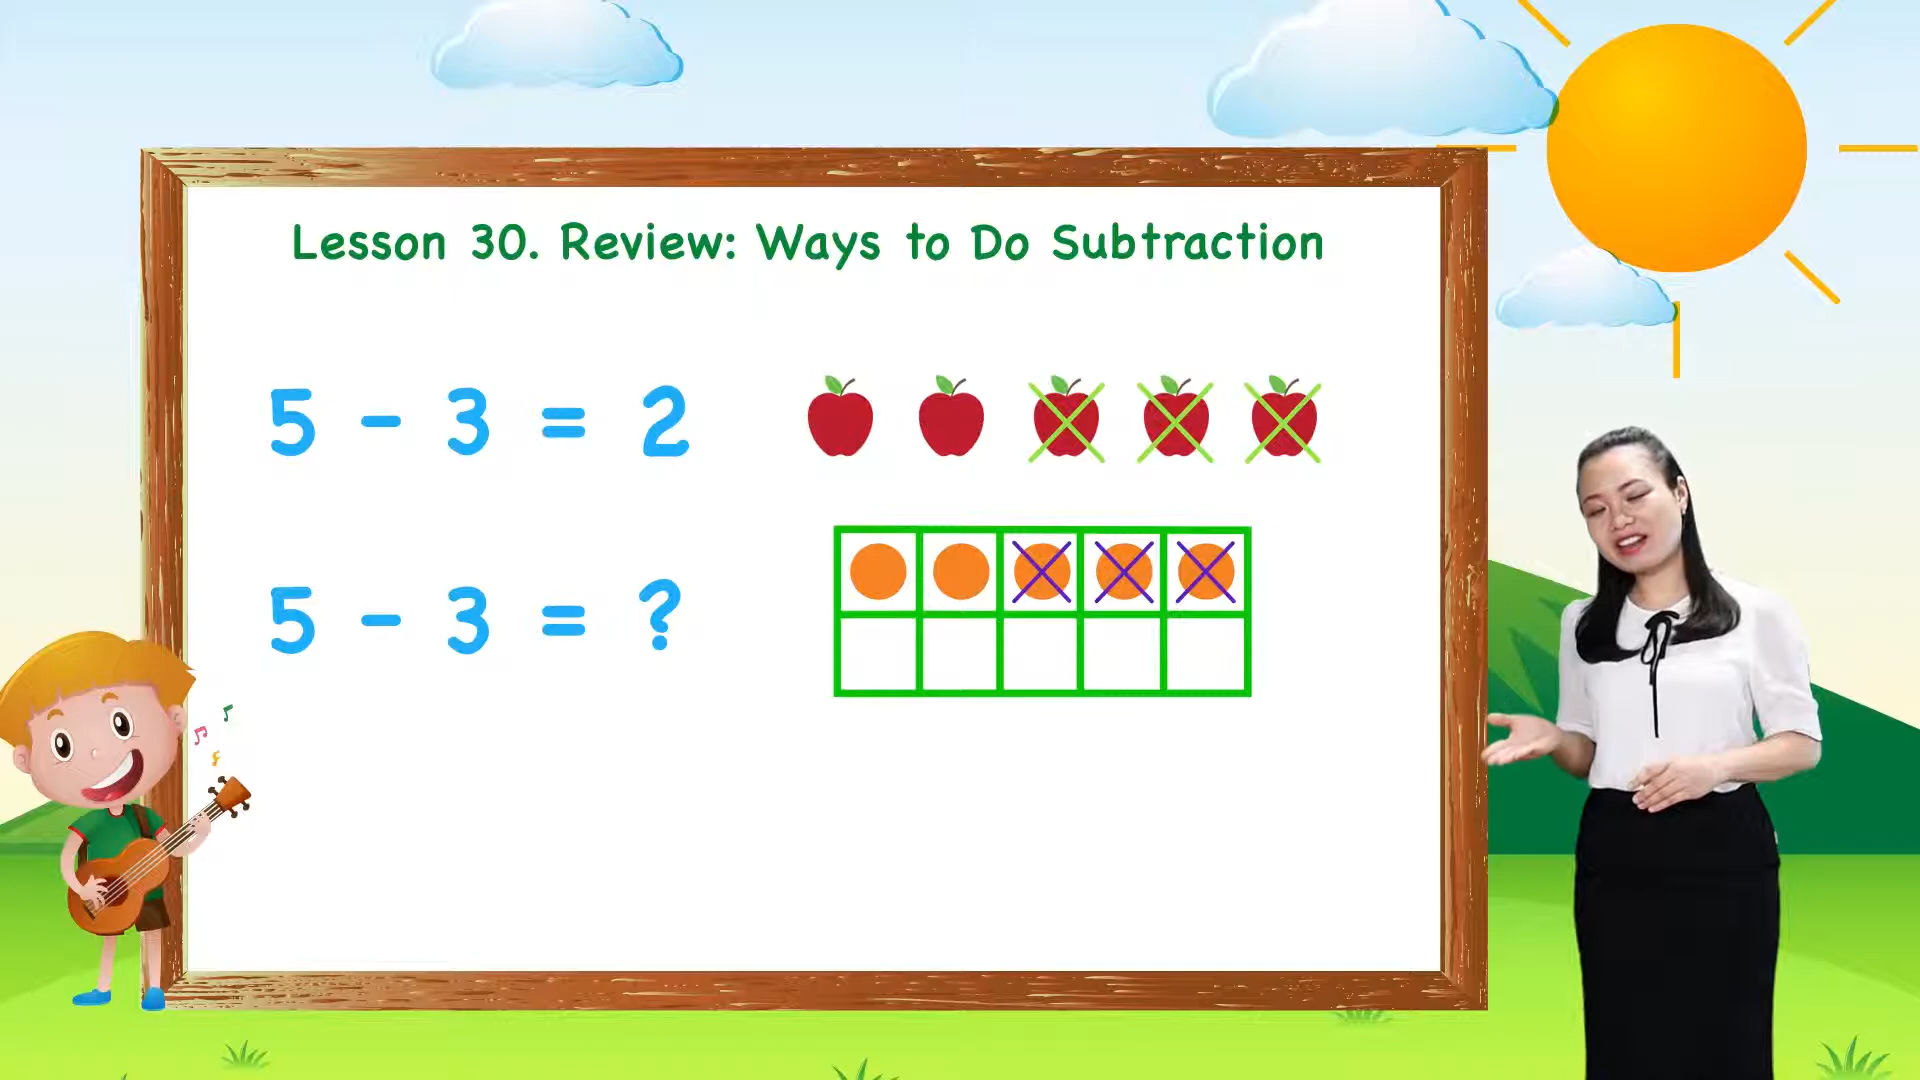 Lesson 30. Review: Ways to Do Subtraction
5 - 3 = 2
5 - 3 = ?